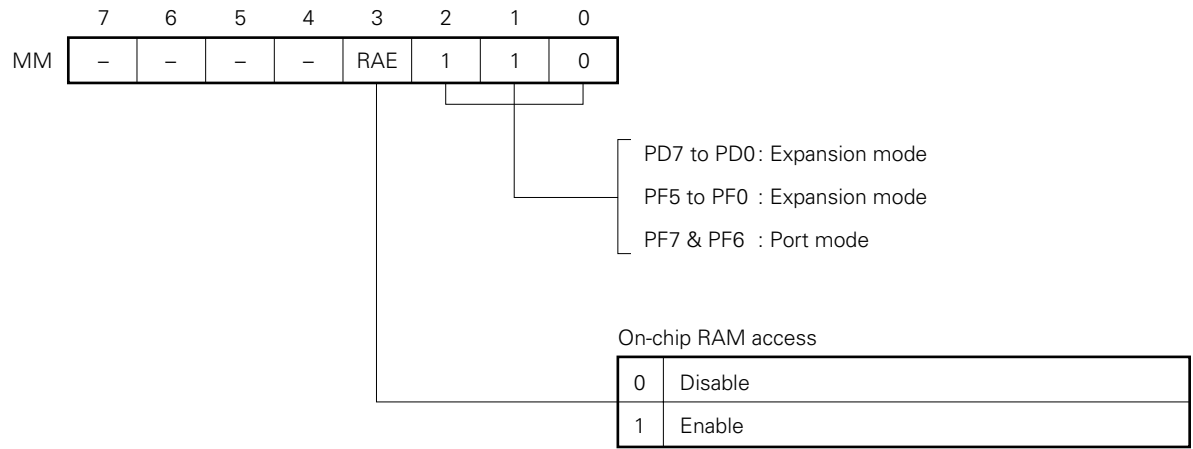 7 6 5 4 3 2 1 0
MM – – – – RAE 1 1 0
PD7 to PD0 : Expansion mode
PF5 to PF0 : Expansion mode
PF7 & PF6 : Port mode
On-chip RAM access
0 Disable
1 Enable